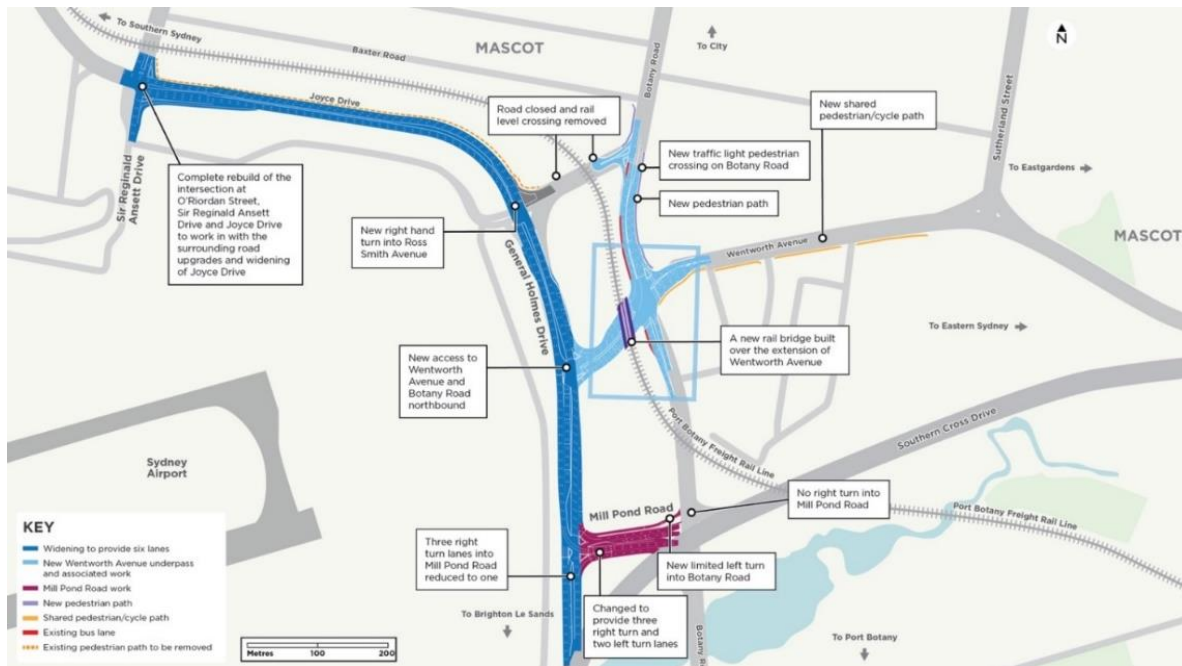 To Southern Sydney
MASCOT
Baxter Road
Botany Road
To City
N
Joyce Drive
Road closed and rail
level crossing removed
New shared
pedestrian/cycle path
Sutherland Street
New traffic light pedestrian
crossing on Botany Road
To Eastgardens
Sir Reginald
Ansett Drive
Complete rebuild of the
intersection at
O'Riordan Street,
Sir Reginald Ansett
Drive and Joyce Drive
to work in with the
surrounding road
upgrades and widening
of Joyce Drive
New pedestrian path
New right hand
turn into Ross
Smith Avenue
General Holmes Drive
Wentworth Avenue
MASCOT
To Eastern Sydney
A new rail bridge built
over the extension of
Wentworth Avenue
New access to
Wentworth Avenue
and Botany Road
northbound
Port Botany Freight Rail Line
Southern Cross Drive
Sydney
Airport
No right turn into
Mill Pond Road
Mill Pond Road
Port Botany Freight Rail Line
KEY
Widening to provide six lanes
New Wentworth Avenue underpass
and associated work
Mill Pond Road work
New pedestrian path
Shared pedestrian/cycle path
Existing bus lane
Existing pedestrian path to be removed
Three right
turn lanes into
Mill Pond Road
reduced to one
New limited left turn
into Botany Road
Changed to
provide three
right turn and
two left turn lanes
To Brighton Le Sands
To Port Botany
Metres 100 200